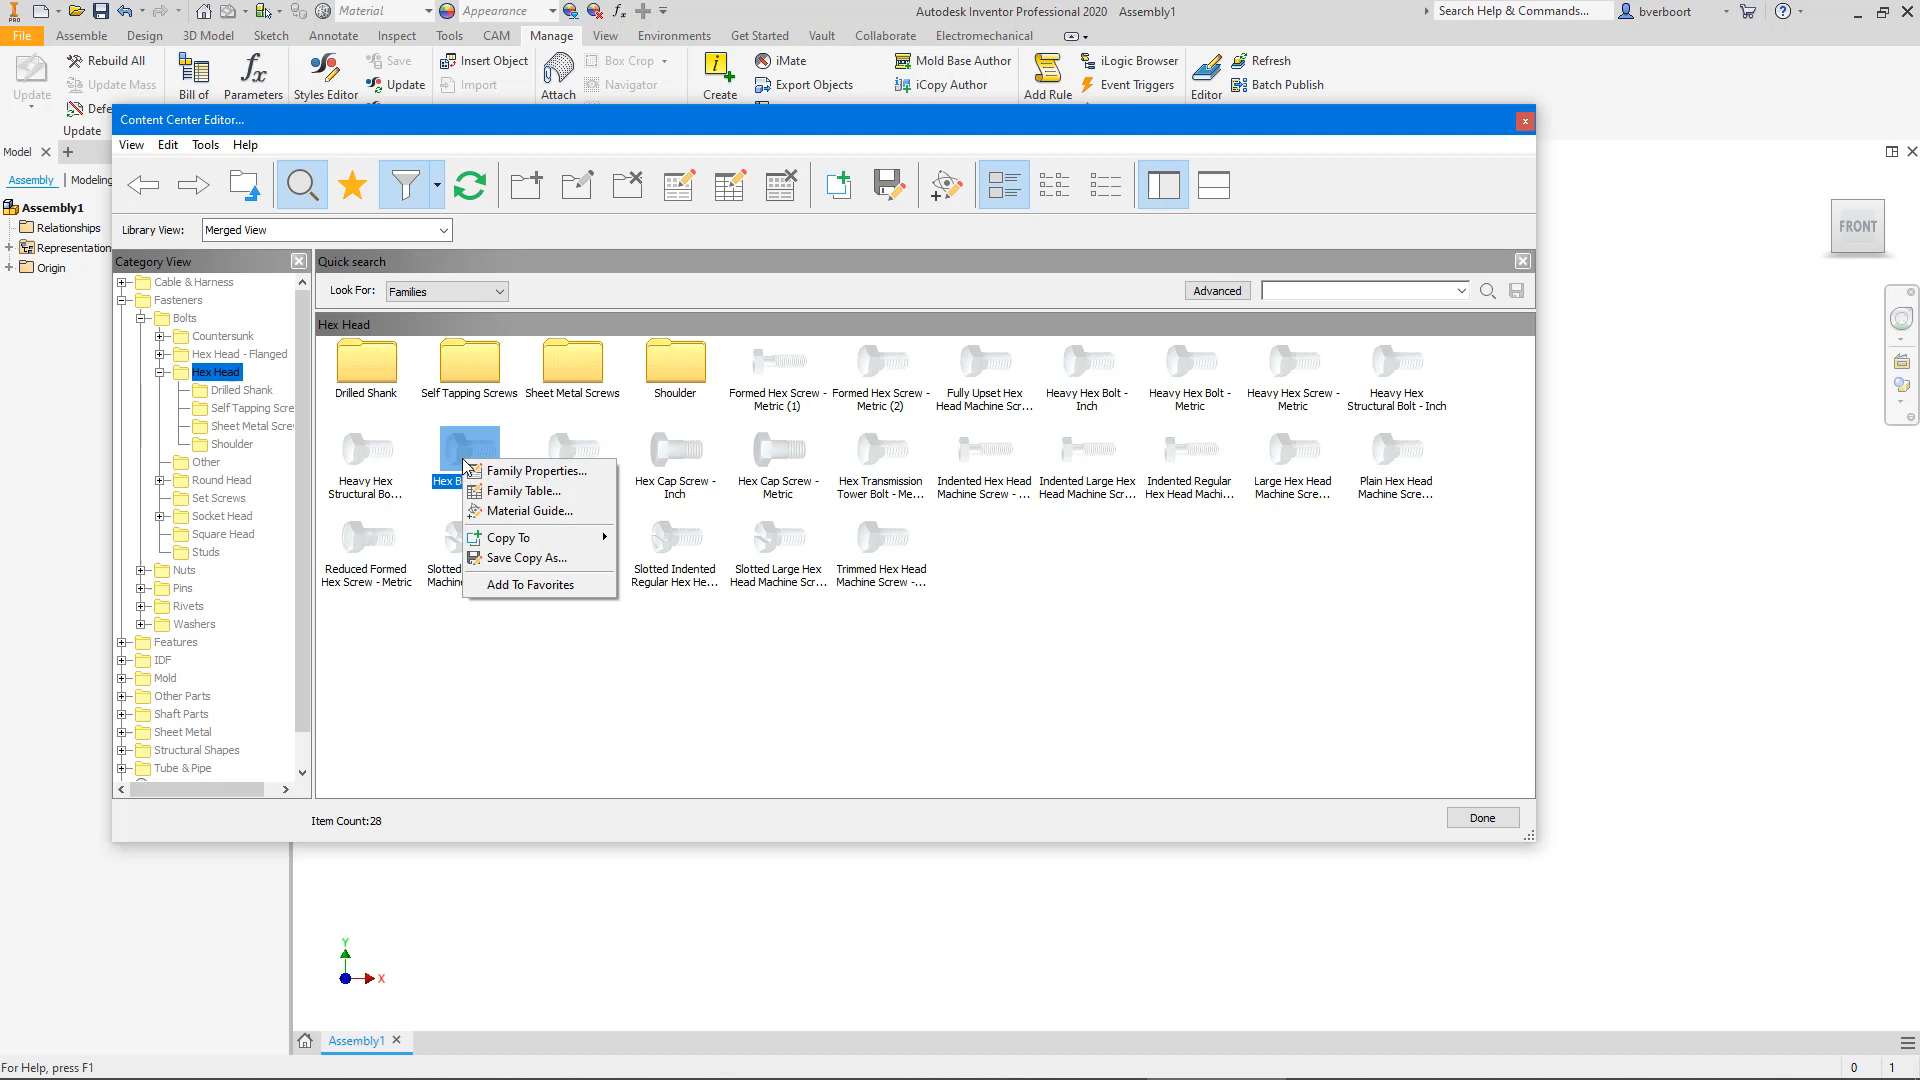 PRO
Material
Appearance
fx
Autodesk Inventor Professional 2020 Assembly1
Search Help & Commands...
bverboort
File Assemble Design 3D Model Sketch Annotate Inspect Tools CAM Manage View Environments Get Started Vault Collaborate Electromechanical
Update
Rebuild All
Update Mass
Update
Bill of
fx
Parameters
Styles Editor
Save
Update
Insert Object
Import
Attach
Box Crop
Navigator
Create
iMate
Export Objects
Mold Base Author
iCopy Author
Add Rule
iLogic Browser
Event Triggers
Editor
Refresh
Batch Publish
Model
Assembly
Modeling
Assembly1
Relationships
Origin
Content Center Editor...
View Edit Tools Help
Library View: Merged View
Category View
Cable & Harness
Fasteners
Bolts
Countersunk
Hex Head - Flanged
Hex Head
Drilled Shank
Self Tapping Scre
Sheet Metal Screw
Shoulder
Other
Round Head
Set Screws
Socket Head
Square Head
Studs
Nuts
Pins
Rivets
Washers
Features
IDF
Mold
Other Parts
Shaft Parts
Sheet Metal
Structural Shapes
Tube & Pipe
Quick search
Look For: Families
Advanced
Hex Head
Drilled Shank
Self Tapping Screws
Sheet Metal Screws
Shoulder
Formed Hex Screw -
Metric (1)
Formed Hex Screw -
Metric (2)
Fully Upset Hex
Head Machine Scr...
Heavy Hex Bolt -
Inch
Heavy Hex Bolt -
Metric
Heavy Hex Screw -
Metric
Heavy Hex
Structural Bolt - Inch
Heavy Hex
Structural Bo...
Hex B
Hex Cap Screw -
Inch
Hex Cap Screw -
Metric
Hex Transmission
Tower Bolt - Me...
Indented Hex Head
Machine Screw - ...
Indented Large Hex
Head Machine Scr...
Indented Regular
Hex Head Machi...
Large Hex Head
Machine Scre...
Plain Hex Head
Machine Scre...
Reduced Formed
Hex Screw - Metric
Slotted Indented
Regular Hex He...
Slotted Large Hex
Head Machine Scr...
Trimmed Hex Head
Machine Screw -...
Family Properties...
Family Table...
Material Guide...
Copy To
Save Copy As...
Add To Favorites
Item Count:28
Done
FRONT
Y
X
Assembly1
For Help, press F1
0 1